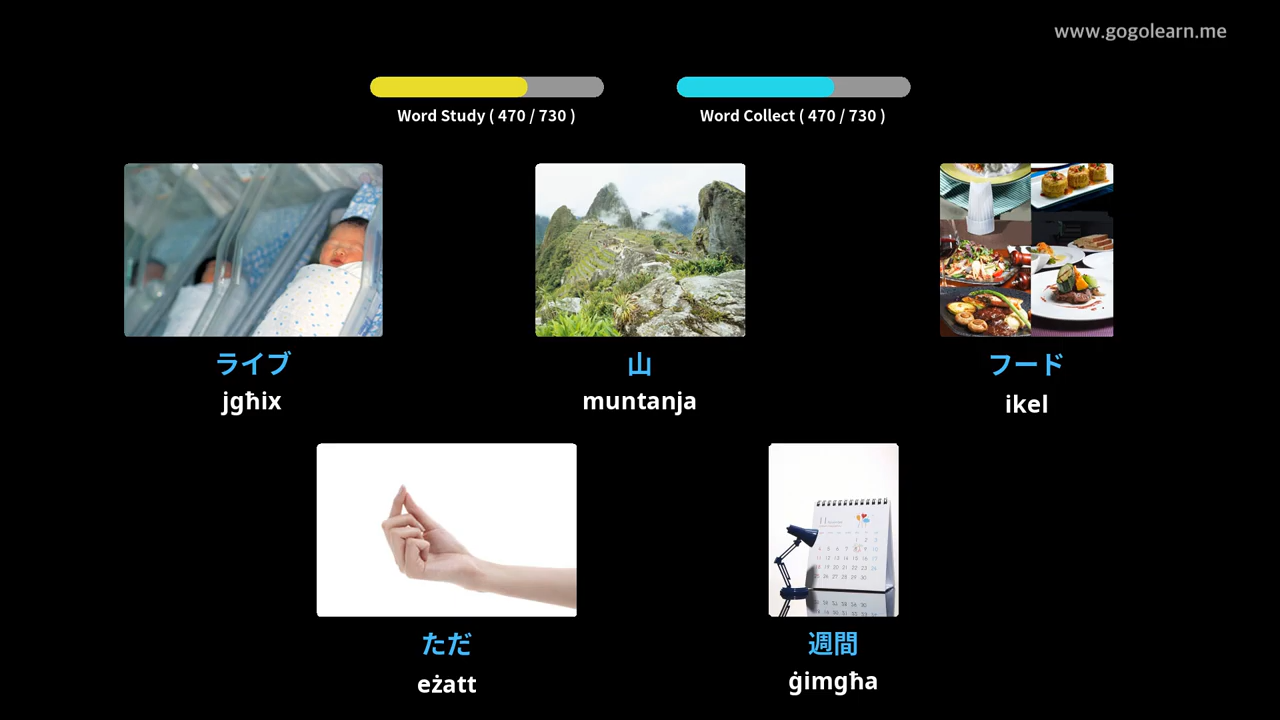 www.gogolearn.me
Word Study ( 470 / 730 )
Word Collect ( 470 / 730 )
ライブ
jgħix
山
muntanja
フード
ikel
ただ
eżatt
週間
ġimgħa